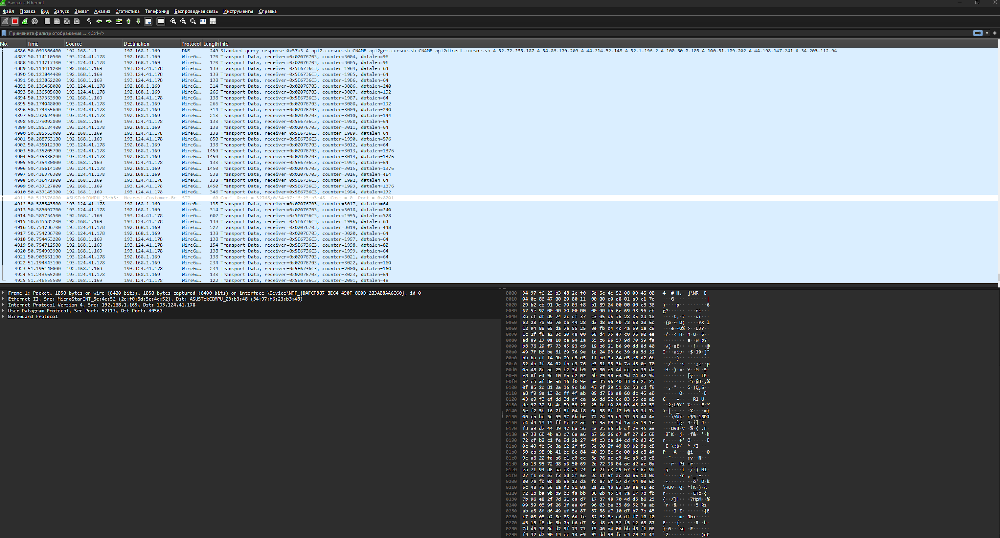 Захват с Ethernet
Файл Правка Вид Запуск Захват Анализ Статистика Телефония Беспроводная связь Инструменты Справка
Примените фильтр отображения ... <Ctrl-/>
No. Time Source Destination Protocol Length Info
4886 50.091366400 192.168.1.1 192.168.1.169 DNS 249 Standard query response 0x57a3 A api2.cursor.sh CNAME api2geo.cursor.sh CNAME api2direct.cursor.sh A 52.72.235.187 A 54.86.179.209 A 44.214.52.148 A 52.1.196.2 A 100.50.0.105 A 100.51.109.202 A 44.198.147.241 A 34.205.112.94
4887 50.114110500 193.124.41.178 192.168.1.169 WireGu… 170 Transport Data, receiver=0x02076703, counter=3004, datalen=96
4888 50.114217300 193.124.41.178 192.168.1.169 WireGu… 170 Transport Data, receiver=0x02076703, counter=3005, datalen=96
4889 50.114411200 192.168.1.169 193.124.41.178 WireGu… 138 Transport Data, receiver=0x5E6736C3, counter=1984, datalen=64
4890 50.123844400 192.168.1.169 193.124.41.178 WireGu… 138 Transport Data, receiver=0x5E6736C3, counter=1985, datalen=64
4891 50.123862200 192.168.1.169 193.124.41.178 WireGu… 138 Transport Data, receiver=0x5E6736C3, counter=1986, datalen=64
4892 50.136458000 193.124.41.178 192.168.1.169 WireGu… 314 Transport Data, receiver=0x02076703, counter=3006, datalen=240
4893 50.136505600 193.124.41.178 192.168.1.169 WireGu… 266 Transport Data, receiver=0x02076703, counter=3007, datalen=192
4894 50.137353900 192.168.1.169 193.124.41.178 WireGu… 138 Transport Data, receiver=0x5E6736C3, counter=1987, datalen=64
4895 50.174048000 193.124.41.178 192.168.1.169 WireGu… 266 Transport Data, receiver=0x02076703, counter=3008, datalen=192
4896 50.174455600 193.124.41.178 192.168.1.169 WireGu… 314 Transport Data, receiver=0x02076703, counter=3009, datalen=240
4897 50.232624900 193.124.41.178 192.168.1.169 WireGu… 218 Transport Data, receiver=0x02076703, counter=3010, datalen=144
4898 50.279092800 192.168.1.169 193.124.41.178 WireGu… 138 Transport Data, receiver=0x5E6736C3, counter=1988, datalen=64
4899 50.285184400 193.124.41.178 192.168.1.169 WireGu… 138 Transport Data, receiver=0x02076703, counter=3011, datalen=64
4900 50.285553000 192.168.1.169 193.124.41.178 WireGu… 138 Transport Data, receiver=0x5E6736C3, counter=1989, datalen=64
4901 50.288753100 192.168.1.169 193.124.41.178 WireGu… 650 Transport Data, receiver=0x5E6736C3, counter=1990, datalen=576
4902 50.435012300 193.124.41.178 192.168.1.169 WireGu… 138 Transport Data, receiver=0x02076703, counter=3012, datalen=64
4903 50.435205700 193.124.41.178 192.168.1.169 WireGu… 1450 Transport Data, receiver=0x02076703, counter=3013, datalen=1376
4904 50.435336200 193.124.41.178 192.168.1.169 WireGu… 1450 Transport Data, receiver=0x02076703, counter=3014, datalen=1376
4905 50.435430000 192.168.1.169 193.124.41.178 WireGu… 138 Transport Data, receiver=0x5E6736C3, counter=1991, datalen=64
4906 50.435614100 193.124.41.178 192.168.1.169 WireGu… 1450 Transport Data, receiver=0x02076703, counter=3015, datalen=1376
4907 50.436376300 193.124.41.178 192.168.1.169 WireGu… 538 Transport Data, receiver=0x02076703, counter=3016, datalen=464
4908 50.436471900 192.168.1.169 193.124.41.178 WireGu… 138 Transport Data, receiver=0x5E6736C3, counter=1992, datalen=64
4909 50.437127800 192.168.1.169 193.124.41.178 WireGu… 1450 Transport Data, receiver=0x5E6736C3, counter=1993, datalen=1376
4910 50.437145300 192.168.1.169 193.124.41.178 WireGu… 346 Transport Data, receiver=0x5E6736C3, counter=1994, datalen=272
4911 50.517376800 ASUSTekCOMPU_23:b3:… Nearest-Customer-Br… STP 60 Conf. Root = 32768/0/34:97:f6:23:b3:48 Cost = 0 Port = 0x8001
4912 50.585543500 193.124.41.178 192.168.1.169 WireGu… 138 Transport Data, receiver=0x02076703, counter=3017, datalen=64
4913 50.585697700 193.124.41.178 192.168.1.169 WireGu… 314 Transport Data, receiver=0x02076703, counter=3018, datalen=240
4914 50.585754500 192.168.1.169 193.124.41.178 WireGu… 602 Transport Data, receiver=0x5E6736C3, counter=1995, datalen=528
4915 50.635585200 192.168.1.169 193.124.41.178 WireGu… 138 Transport Data, receiver=0x5E6736C3, counter=1996, datalen=64
4916 50.754236700 193.124.41.178 192.168.1.169 WireGu… 522 Transport Data, receiver=0x02076703, counter=3019, datalen=448
4917 50.754236700 193.124.41.178 192.168.1.169 WireGu… 138 Transport Data, receiver=0x02076703, counter=3020, datalen=64
4918 50.754453200 192.168.1.169 193.124.41.178 WireGu… 138 Transport Data, receiver=0x5E6736C3, counter=1997, datalen=64
4919 50.754712500 192.168.1.169 193.124.41.178 WireGu… 154 Transport Data, receiver=0x5E6736C3, counter=1998, datalen=80
4920 50.754993900 192.168.1.169 193.124.41.178 WireGu… 138 Transport Data, receiver=0x5E6736C3, counter=1999, datalen=64
4921 50.903651100 193.124.41.178 192.168.1.169 WireGu… 138 Transport Data, receiver=0x02076703, counter=3021, datalen=64
4922 51.194443100 193.124.41.178 192.168.1.169 WireGu… 234 Transport Data, receiver=0x02076703, counter=3022, datalen=160
4923 51.195140000 192.168.1.169 193.124.41.178 WireGu… 234 Transport Data, receiver=0x5E6736C3, counter=2000, datalen=160
4924 51.243565200 193.124.41.178 192.168.1.169 WireGu… 138 Transport Data, receiver=0x02076703, counter=3023, datalen=64
4925 51.346555500 192.168.1.169 193.124.41.178 WireGu… 122 Transport Data, receiver=0x5E6736C3, counter=2001, datalen=48
Frame 1: Packet, 1050 bytes on wire (8400 bits), 1050 bytes captured (8400 bits) on interface \Device\NPF_{DAFCF887-8E64-490F-8C0D-203A08AA6C60}, id 0
Ethernet II, Src: MicroStarINT_5c:4e:52 (2c:f0:5d:5c:4e:52), Dst: ASUSTekCOMPU_23:b3:48 (34:97:f6:23:b3:48)
Internet Protocol Version 4, Src: 192.168.1.169, Dst: 193.124.41.178
User Datagram Protocol, Src Port: 52113, Dst Port: 40560
WireGuard Protocol
0000 34 97 f6 23 b3 48 2c f0 5d 5c 4e 52 08 00 45 00
0010 04 0c 86 47 00 00 80 11 00 00 c0 a8 01 a9 c1 7c
0020 29 b2 cb 91 9e 70 03 f8 b1 89 04 00 00 00 c3 36
0030 67 5e 92 00 00 00 00 00 00 00 fb 6e 69 98 96 cb
0040 8b cf df d9 74 2c cf 37 c3 05 d5 76 28 85 2d 18
0050 e2 28 70 03 7e da 44 28 d3 d8 90 9b 72 58 20 6c
0060 12 94 88 65 da 7e 55 25 3e fb d4 4c 4a 59 1e c9
0070 1c 2f f6 a2 3c 20 48 00 68 d4 75 e7 c0 36 90 ee
0080 ad 89 17 0a 18 ca 94 1a 65 c6 96 57 9d 70 59 fa
0090 b8 76 29 f7 73 45 93 c9 19 b6 21 b6 90 dd 8d 40
00a0 49 7f b6 be 61 69 76 9e 1d 24 93 6c 39 da 5d 22
00b0 bb ba cf f4 9b 29 e5 d5 1f bd 9a 84 d5 e6 d2 0b
00c0 82 db 2f 84 02 fb c3 76 e3 81 95 3b 7a d8 0e 70
00d0 0a 48 8c ac 29 b2 3d b9 59 80 e3 4d cc aa 39 da
00e0 e8 8f e4 9c 10 0a d2 02 5b 79 98 e4 9d 74 42 9d
00f0 a2 c5 af 8e a6 16 f0 9e be 35 96 40 33 06 2c 25
0100 0f 85 2c 81 2a 16 9c b8 47 9f 29 51 2c 53 cd f8
0110 a8 f9 9e 13 0c ff 4f ab 09 d7 8b a8 60 dc 45 e0
0120 43 e9 f3 ef dd 3d ef ca a6 dd 52 6c 83 55 ce a8
0130 de 97 32 3b 4c 39 59 27 25 1c b0 89 03 45 87 59
0140 3e f2 5b 16 7f 5f 04 f8 0c 58 8f f7 b9 b8 3d 7d
0150 06 ca bc 5c 59 57 6b be 72 24 35 d5 31 38 44 4a
0160 c4 d3 13 15 ff 6c 67 ac 33 9a 69 5d 1a 4a 19 1e
0170 f3 a9 d7 44 39 42 8a 56 ca 25 86 7b cf 2e 46 aa
0180 a7 38 60 4b a3 c7 6a a6 b7 66 26 d7 af 27 d5 68
0190 72 cf b2 c1 fe 9d 2b 27 4f c3 da 14 cd f2 d3 45
01a0 0c 49 fb 5c 3a 62 2f f5 5e 90 2f 49 b9 b2 9a c8
01b0 50 eb 98 9b 41 be 8c 84 40 69 8e 9c 00 bd e8 4f
01c0 9c a6 22 fd a6 e1 c9 cc 3a 76 de c9 4e a3 e6 e8
01d0 da 13 95 72 08 d6 50 69 2d 72 96 04 ae d2 ac 0d
01e0 ea 71 94 d6 aa e8 a1 74 ab 2f c3 29 b7 4e 6c 9f
01f0 27 f1 eb e7 f3 0d 2f 6e 2c 1f 5f ac 3d b6 1d 0d
0200 80 7e fb 0d bb 8e 13 da fc a7 6f 27 d7 44 08 6b
0210 5c 48 75 56 1a f2 51 0a 2a 21 4b 83 29 8a 41 ec
0220 72 1b ba 9b b9 b2 fa bb 86 0b 45 54 7a 17 7b fb
0230 7b 96 e8 2f 7d 21 ca d7 17 37 48 70 4d d6 b6 25
0240 09 59 03 9f 26 1f ea 0f 96 03 be 35 89 52 7a ab
0250 ab e8 8f d6 49 ef 5a 87 87 88 a7 10 d7 b7 7b 45
0260 c7 08 03 a2 8e 88 6d fe 52 62 3e c6 df f7 10 f0
0270 45 15 f8 de 8b 7b b6 d7 8a d8 e9 52 f5 12 68 87
0280 7d d5 36 8d d2 9f 73 71 15 46 a4 06 bb d8 f1 06
0290 f3 32 d7 90 13 cc 14 e9 95 dd 99 fc c3 29 71 43